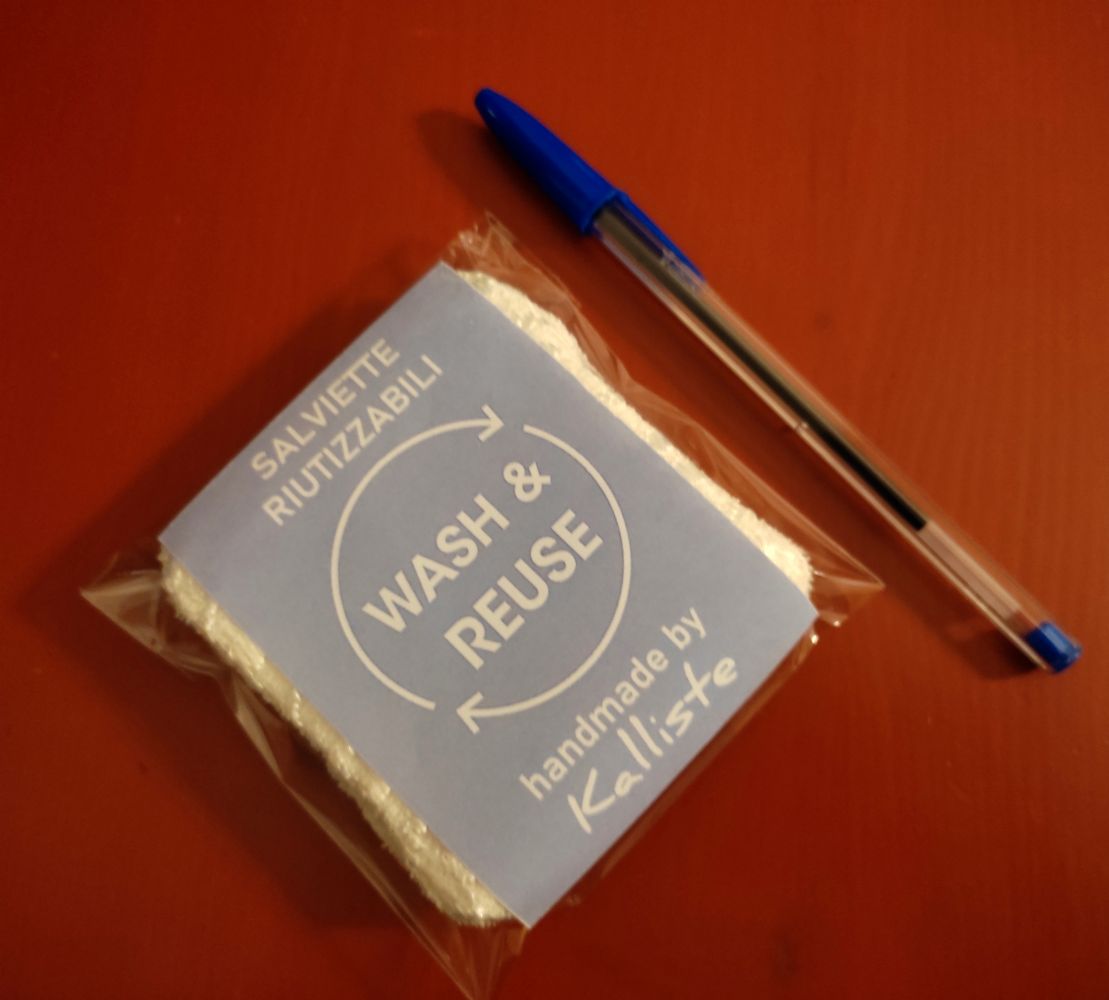 SALVIETTE
RIUTIZZABILI
WASH &
REUSE
handmade by
Kalliste